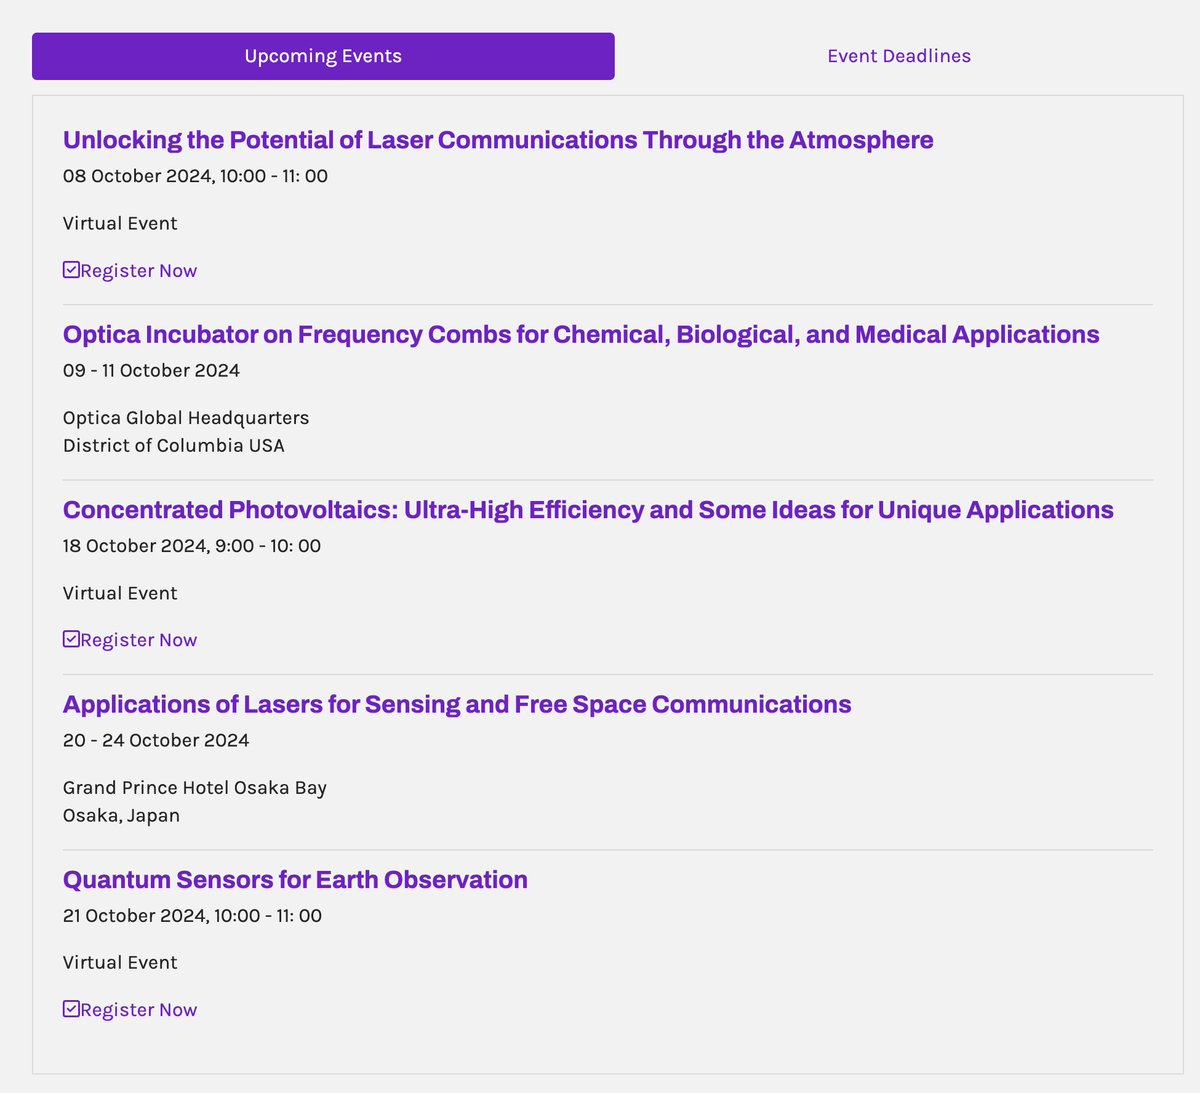 Upcoming Events
Event Deadlines
Unlocking the Potential of Laser Communications Through the Atmosphere
08 October 2024, 10:00 - 11: 00
Virtual Event
Register Now
Optica Incubator on Frequency Combs for Chemical, Biological, and Medical Applications
09 - 11 October 2024
Optica Global Headquarters
District of Columbia USA
Concentrated Photovoltaics: Ultra-High Efficiency and Some Ideas for Unique Applications
18 October 2024, 9:00 - 10: 00
Virtual Event
Register Now
Applications of Lasers for Sensing and Free Space Communications
20 - 24 October 2024
Grand Prince Hotel Osaka Bay
Osaka, Japan
Quantum Sensors for Earth Observation
21 October 2024, 10:00 - 11: 00
Virtual Event
Register Now